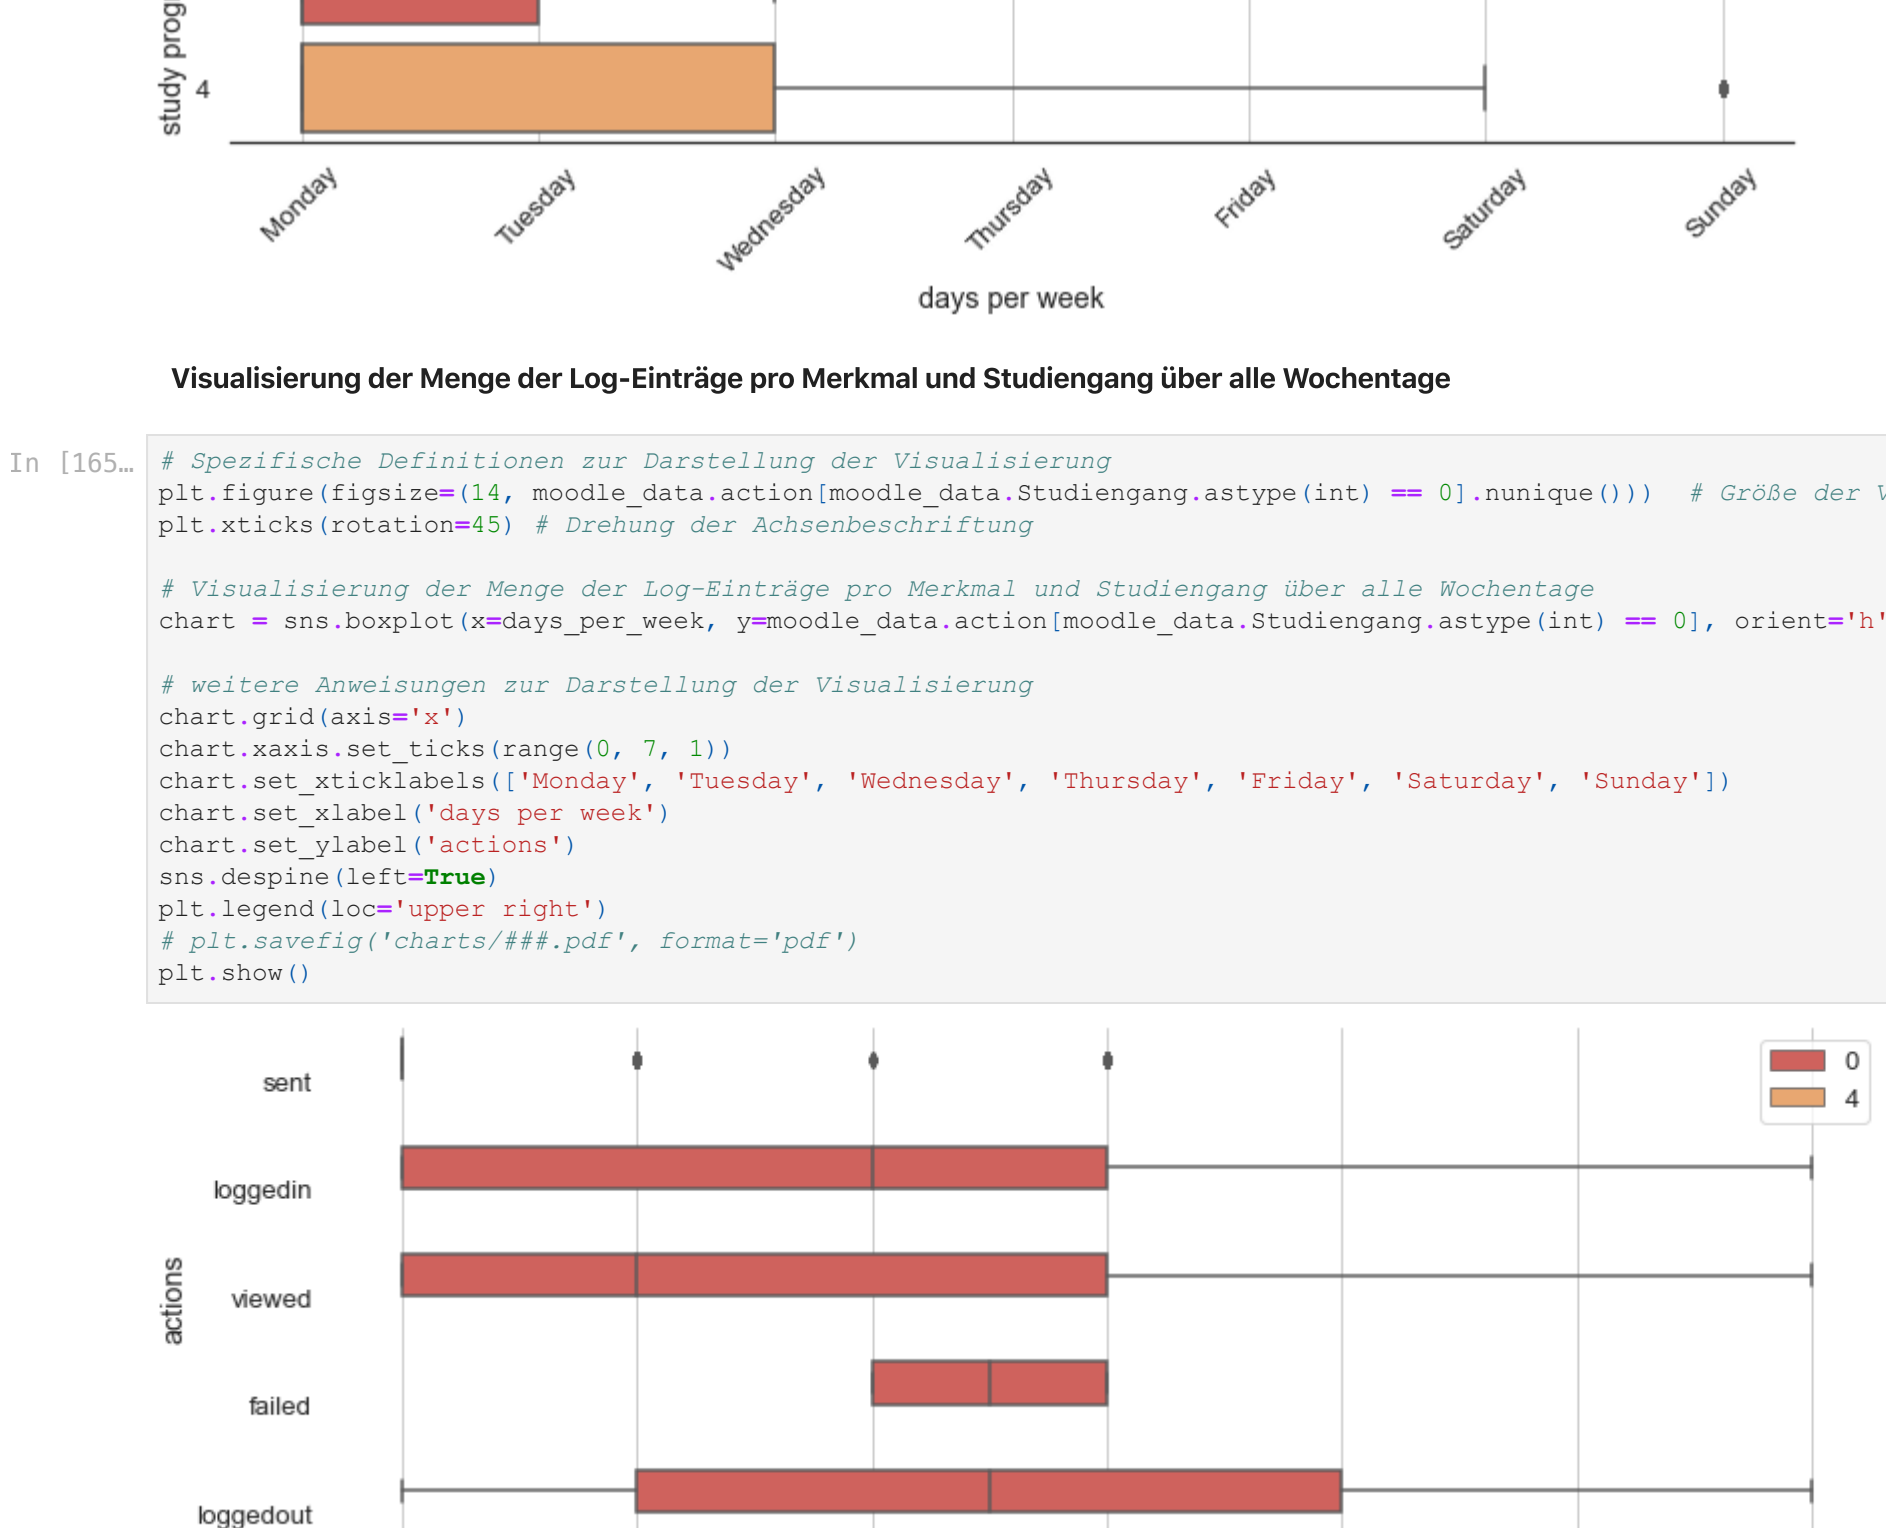 study prog
4
Monday Tuesday Wednesday Thursday Friday Saturday Sunday
days per week
Visualisierung der Menge der Log-Einträge pro Merkmal und Studiengang über alle Wochentage
In [165…
# Spezifische Definitionen zur Darstellung der Visualisierung
plt.figure(figsize=(14, moodle_data.action[moodle_data.Studiengang.astype(int) == 0].nunique()))  # Größe der V
plt.xticks(rotation=45) # Drehung der Achsenbeschriftung
# Visualisierung der Menge der Log-Einträge pro Merkmal und Studiengang über alle Wochentage
chart = sns.boxplot(x=days_per_week, y=moodle_data.action[moodle_data.Studiengang.astype(int) == 0], orient='h'
# weitere Anweisungen zur Darstellung der Visualisierung
chart.grid(axis='x')
chart.xaxis.set_ticks(range(0, 7, 1))
chart.set_xticklabels(['Monday', 'Tuesday', 'Wednesday', 'Thursday', 'Friday', 'Saturday', 'Sunday'])
chart.set_xlabel('days per week')
chart.set_ylabel('actions')
sns.despine(left=True)
plt.legend(loc='upper right')
# plt.savefig('charts/###.pdf', format='pdf')
plt.show()
0
4
sent
loggedin
viewed
failed
loggedout
actions